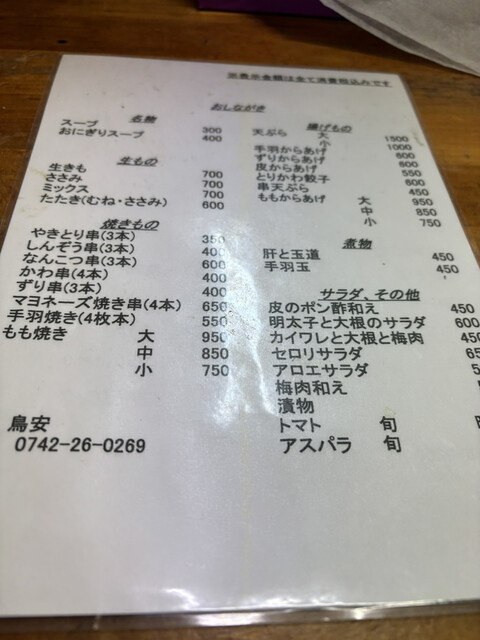 ※表示金額は全て消費税込みです
おしながき
名物
スープ 300
おにぎりスープ 400
生もの
生きも 700
ささみ 700
ミックス 700
たたき(むね・ささみ) 600
焼きもの
やきとり串(3本) 350
しんぞう串(3本) 400
なんこつ串(3本) 600
かわ串(4本) 400
ずり串(3本) 400
マヨネーズ焼き串(4本) 650
手羽焼き(4枚本) 550
もも焼き 大 950
中 850
小 750
鳥安
0742-26-0269
揚げもの
天ぷら 大 1500
小 1000
手羽からあげ 600
ずりからあげ 600
皮からあげ 550
とりかわ餃子 600
串天ぷら 450
ももからあげ 大 950
中 850
小 750
煮物
肝と玉道 450
手羽玉 450
サラダ、その他
皮のポン酢和え 450
明太子と大根のサラダ 600
カイワレと大根と梅肉 450
セロリサラダ
アロエサラダ
梅肉和え
漬物
トマト 旬
アスパラ 旬